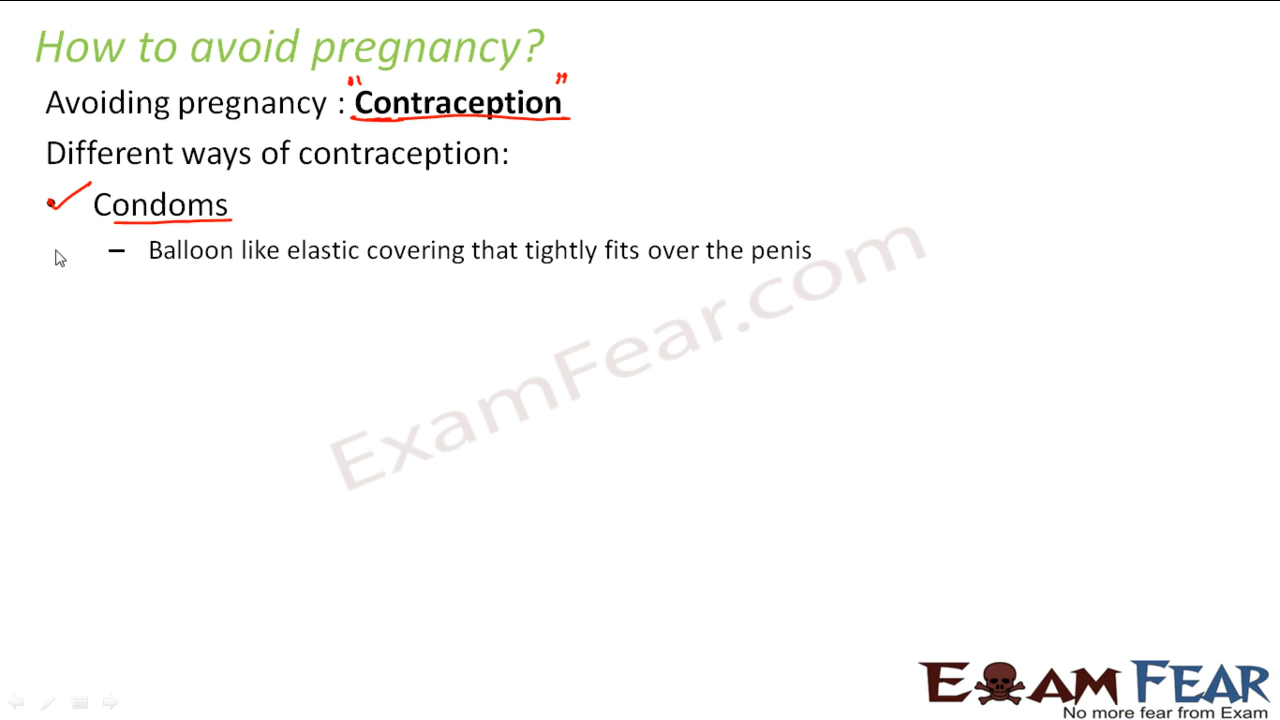 How to avoid pregnancy?
Avoiding pregnancy : "Contraception"
Different ways of contraception:
• Condoms
– Balloon like elastic covering that tightly fits over the penis
ExamFear.com
EXAM FEAR
No more fear from Exam